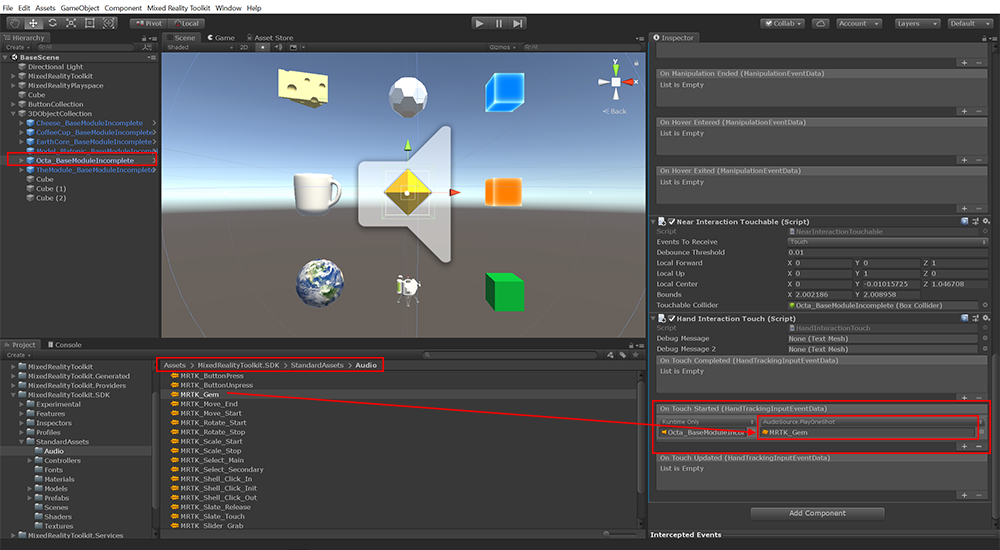 File Edit Assets GameObject Component Mixed Reality Toolkit Window Help
Pivot Local
Collab Account Layers Default
Hierarchy
Create All
BaseScene
Directional Light
MixedRealityToolkit
MixedRealityPlayspace
Cube
ButtonCollection
3DObjectCollection
Cheese_BaseModuleIncomplete
CoffeeCup_BaseModuleIncomplete
EarthCore_BaseModuleIncomplete
Model_Platonic_BaseModuleIncomp
Octa_BaseModuleIncomplete
TheModule_BaseModuleIncomplete
Cube
Cube (1)
Cube (2)
Scene Game Asset Store
Shaded 2D Gizmos All
y
x
Back
Project Console
Create
MixedRealityToolkit
MixedRealityToolkit.Generated
MixedRealityToolkit.Providers
MixedRealityToolkit.SDK
Experimental
Features
Inspectors
Profiles
StandardAssets
Audio
Controllers
Fonts
Materials
Models
Prefabs
Scenes
Shaders
Textures
MixedRealityToolkit.Services
Assets > MixedRealityToolkit.SDK > StandardAssets > Audio
MRTK_ButtonPress
MRTK_ButtonUnpress
MRTK_Gem
MRTK_Move_End
MRTK_Move_Start
MRTK_Rotate_Start
MRTK_Rotate_Stop
MRTK_Scale_Start
MRTK_Scale_Stop
MRTK_Select_Main
MRTK_Select_Secondary
MRTK_Shell_Click_In
MRTK_Shell_Click_Init
MRTK_Shell_Click_Out
MRTK_Slate_Release
MRTK_Slate_Touch
MRTK_Slider_Grab
Inspector
On Manipulation Ended (ManipulationEventData)
List is Empty
On Hover Entered (ManipulationEventData)
List is Empty
On Hover Exited (ManipulationEventData)
List is Empty
Near Interaction Touchable (Script)
Script NearInteractionTouchable
Events To Receive Touch
Debounce Threshold 0.01
Local Forward X 0 Y 0 Z 1
Local Up X 0 Y 1 Z 0
Local Center X 0 Y -0.01015725 Z 1.046708
Bounds X 2.002186 Y 2.008958
Touchable Collider Octa_BaseModuleIncomplete (Box Collider)
Hand Interaction Touch (Script)
Script HandInteractionTouch
Debug Message None (Text Mesh)
Debug Message 2 None (Text Mesh)
On Touch Completed (HandTrackingInputEventData)
List is Empty
On Touch Started (HandTrackingInputEventData)
Runtime Only AudioSource.PlayOneShot
Octa_BaseModuleIncor MRTK_Gem
On Touch Updated (HandTrackingInputEventData)
List is Empty
Add Component
Intercepted Events